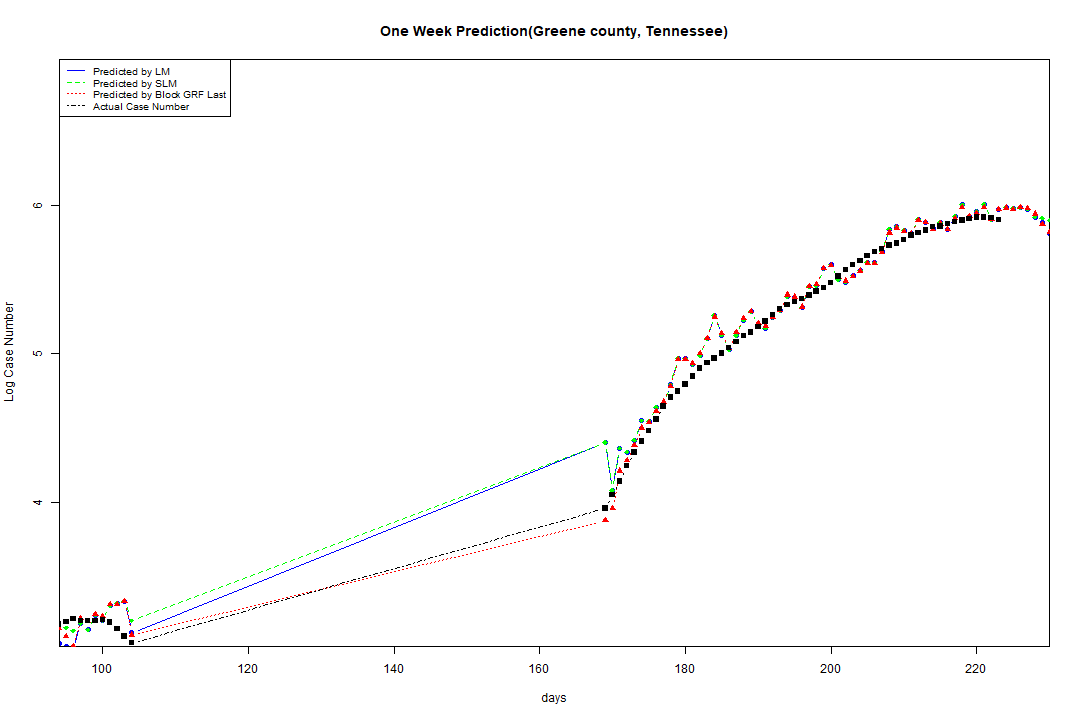 One Week Prediction(Greene county, Tennessee)
Predicted by LM
Predicted by SLM
Predicted by Block GRF Last
Actual Case Number
6
5
4
Log Case Number
100 120 140 160 180 200 220
days